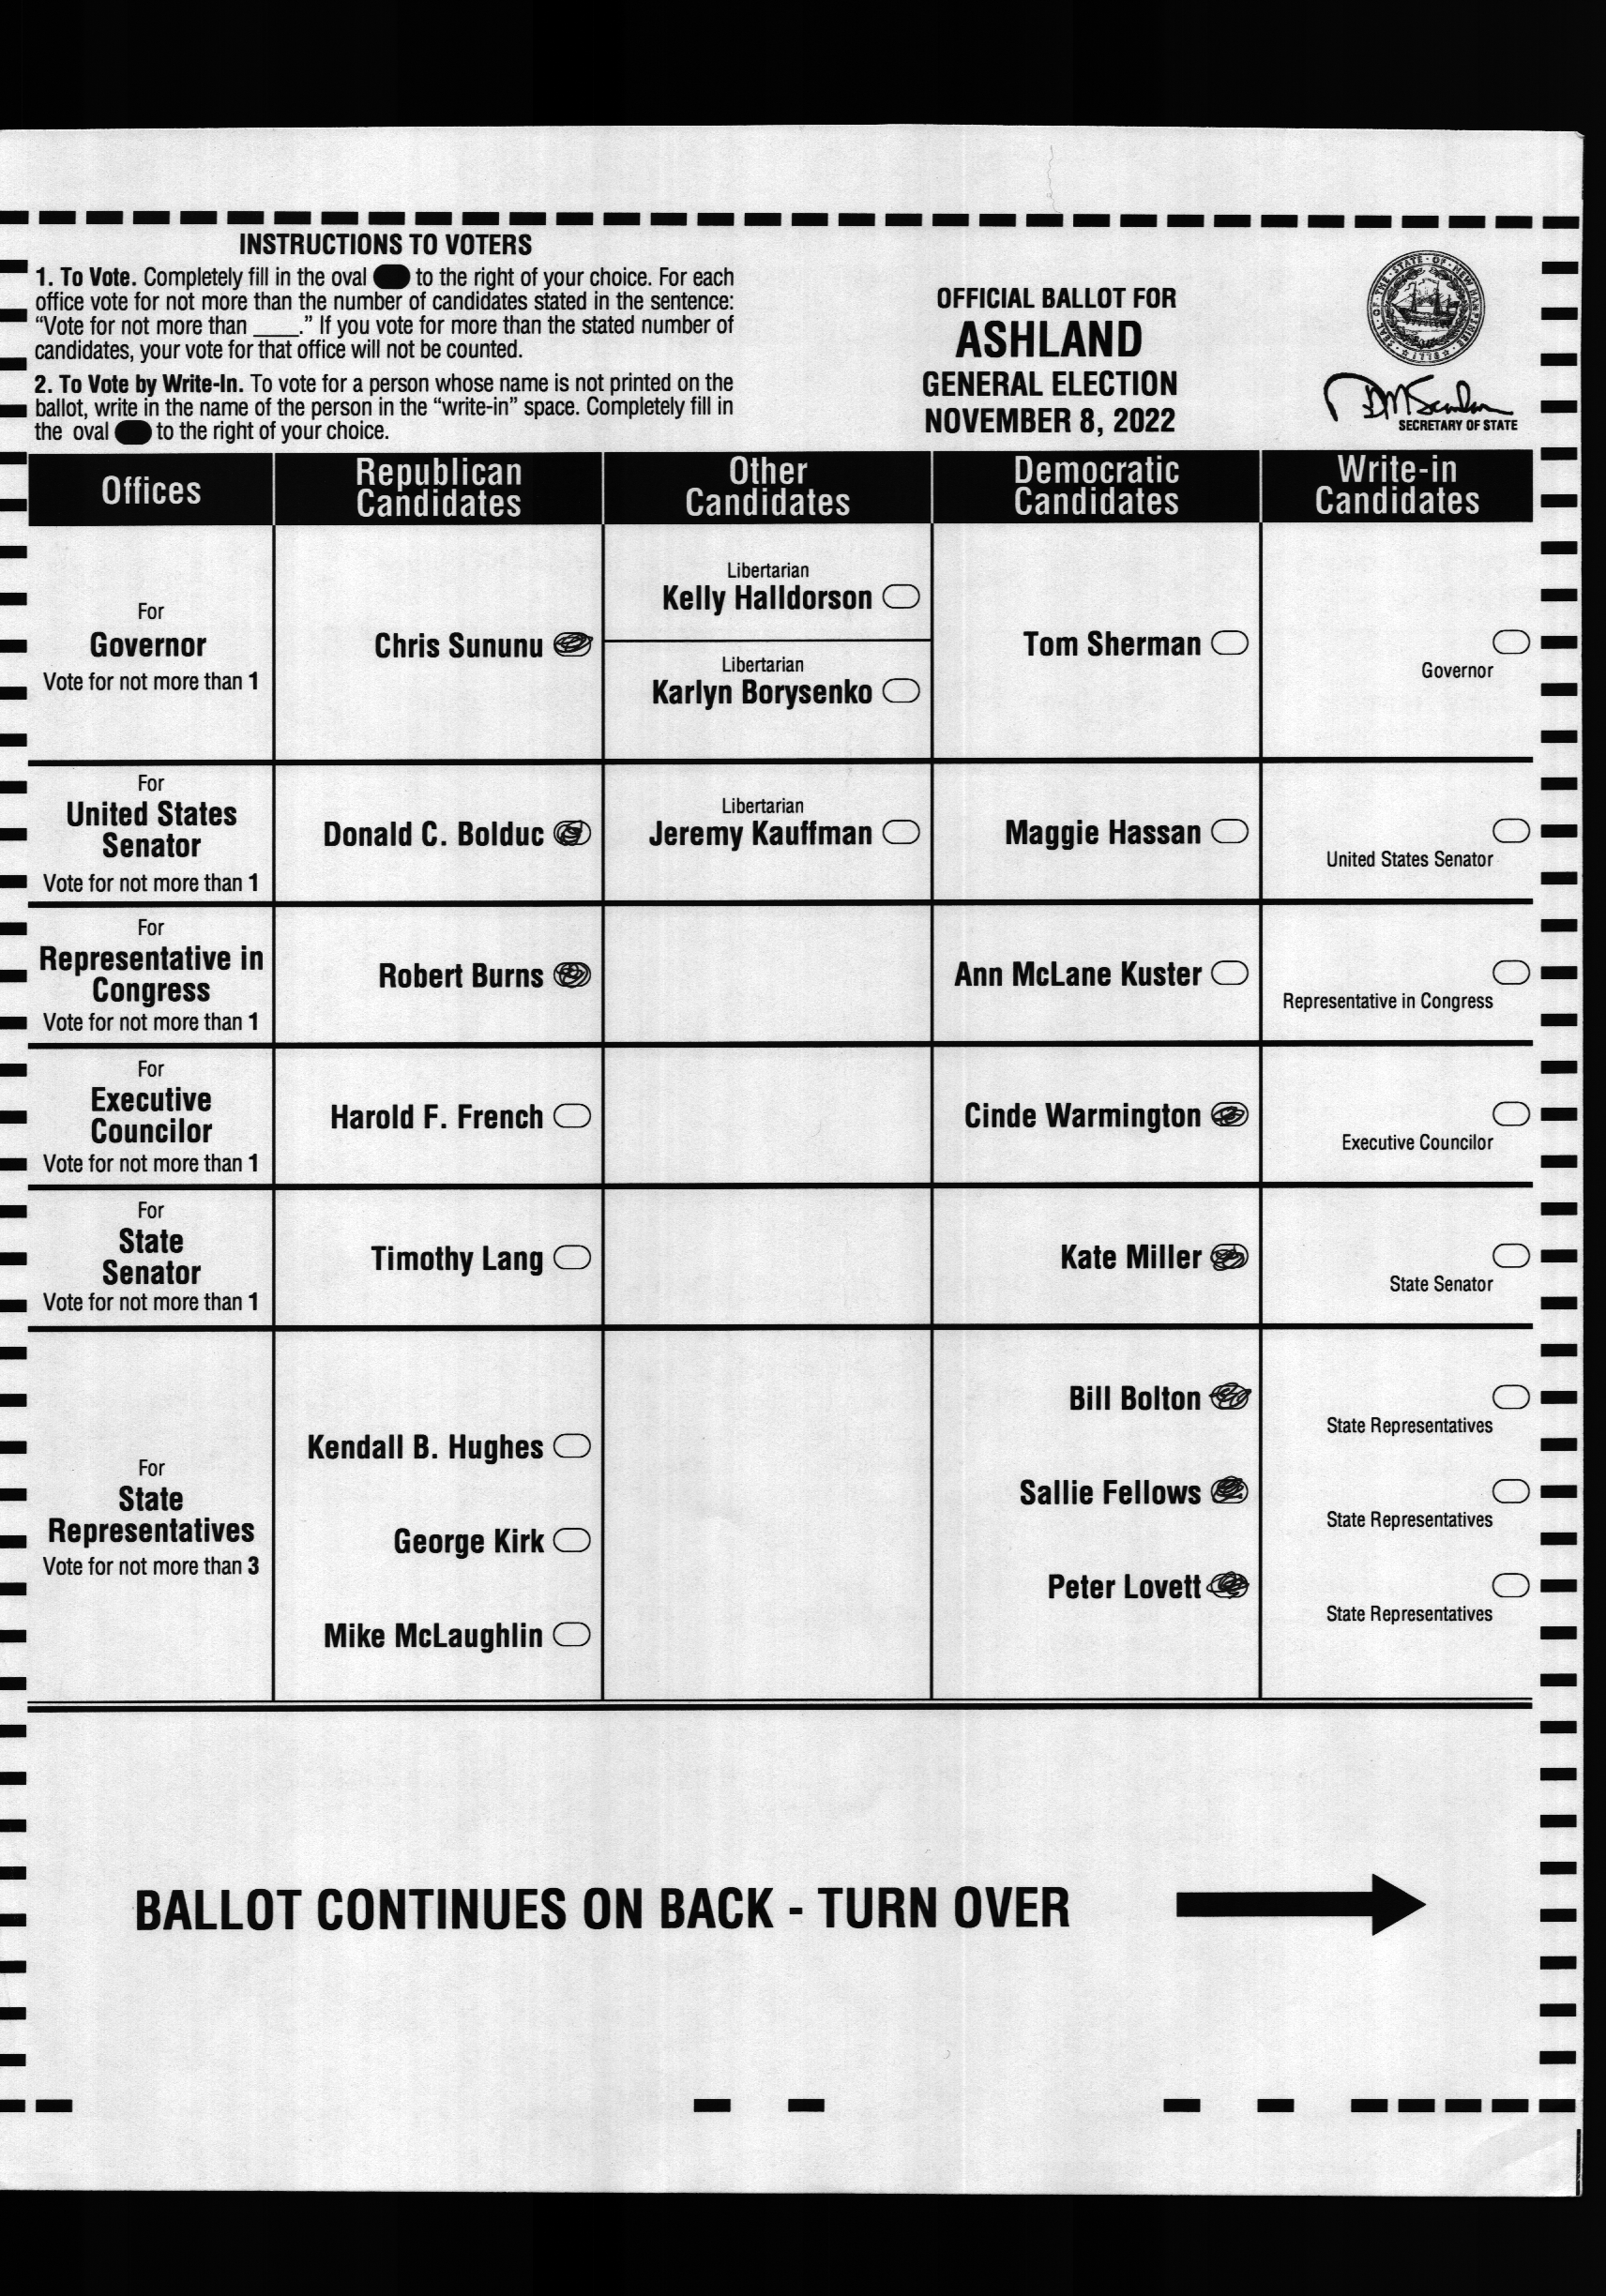 INSTRUCTIONS TO VOTERS
1. To Vote. Completely fill in the oval to the right of your choice. For each
office vote for not more than the number of candidates stated in the sentence:
“Vote for not more than ____.” If you vote for more than the stated number of
candidates, your vote for that office will not be counted.
2. To Vote by Write-In. To vote for a person whose name is not printed on the
ballot, write in the name of the person in the “write-in” space. Completely fill in
the oval to the right of your choice.
OFFICIAL BALLOT FOR
ASHLAND
GENERAL ELECTION
NOVEMBER 8, 2022
SEAL · OF · THE · STATE · OF · NEW HAMPSHIRE
1776
SECRETARY OF STATE
Offices
Republican
Candidates
Other
Candidates
Democratic
Candidates
Write-in
Candidates
For
Governor
Vote for not more than 1
Chris Sununu
Libertarian
Kelly Halldorson
Libertarian
Karlyn Borysenko
Tom Sherman
Governor
For
United States
Senator
Vote for not more than 1
Donald C. Bolduc
Libertarian
Jeremy Kauffman
Maggie Hassan
United States Senator
For
Representative in
Congress
Vote for not more than 1
Robert Burns
Ann McLane Kuster
Representative in Congress
For
Executive
Councilor
Vote for not more than 1
Harold F. French
Cinde Warmington
Executive Councilor
For
State
Senator
Vote for not more than 1
Timothy Lang
Kate Miller
State Senator
For
State
Representatives
Vote for not more than 3
Kendall B. Hughes
George Kirk
Mike McLaughlin
Bill Bolton
Sallie Fellows
Peter Lovett
State Representatives
State Representatives
State Representatives
BALLOT CONTINUES ON BACK - TURN OVER